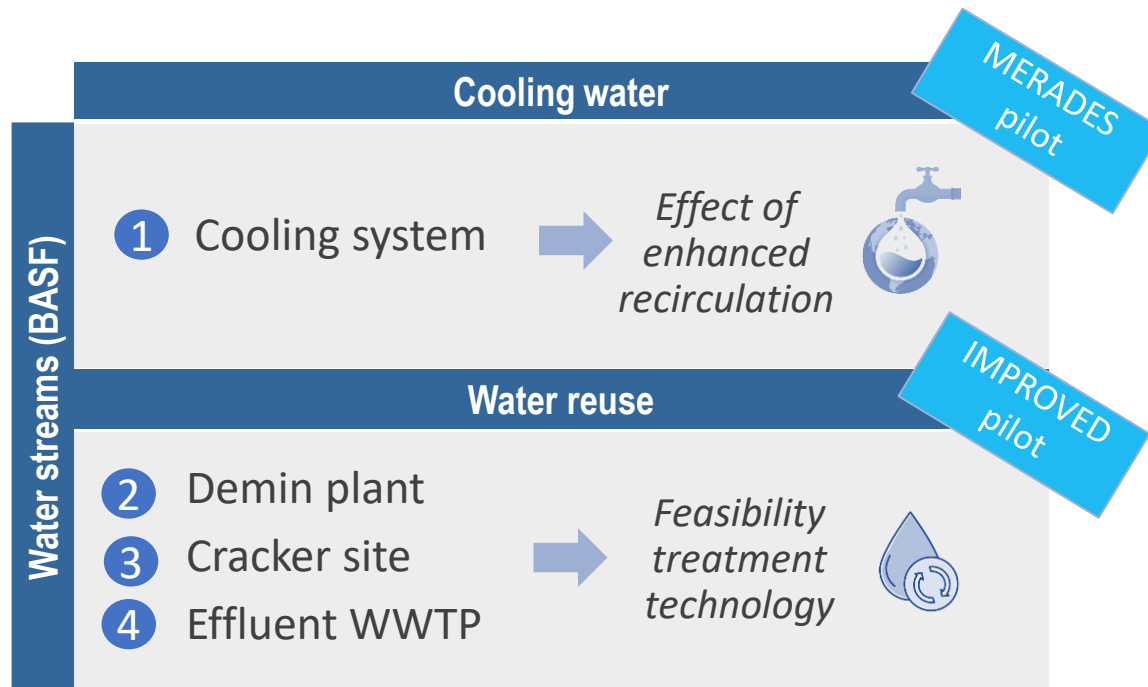 Cooling water
MERADES
pilot
Water streams (BASF)
1 Cooling system
Effect of
enhanced
recirculation
Water reuse
IMPROVED
pilot
2 Demin plant
3 Cracker site
4 Effluent WWTP
Feasibility
treatment
technology